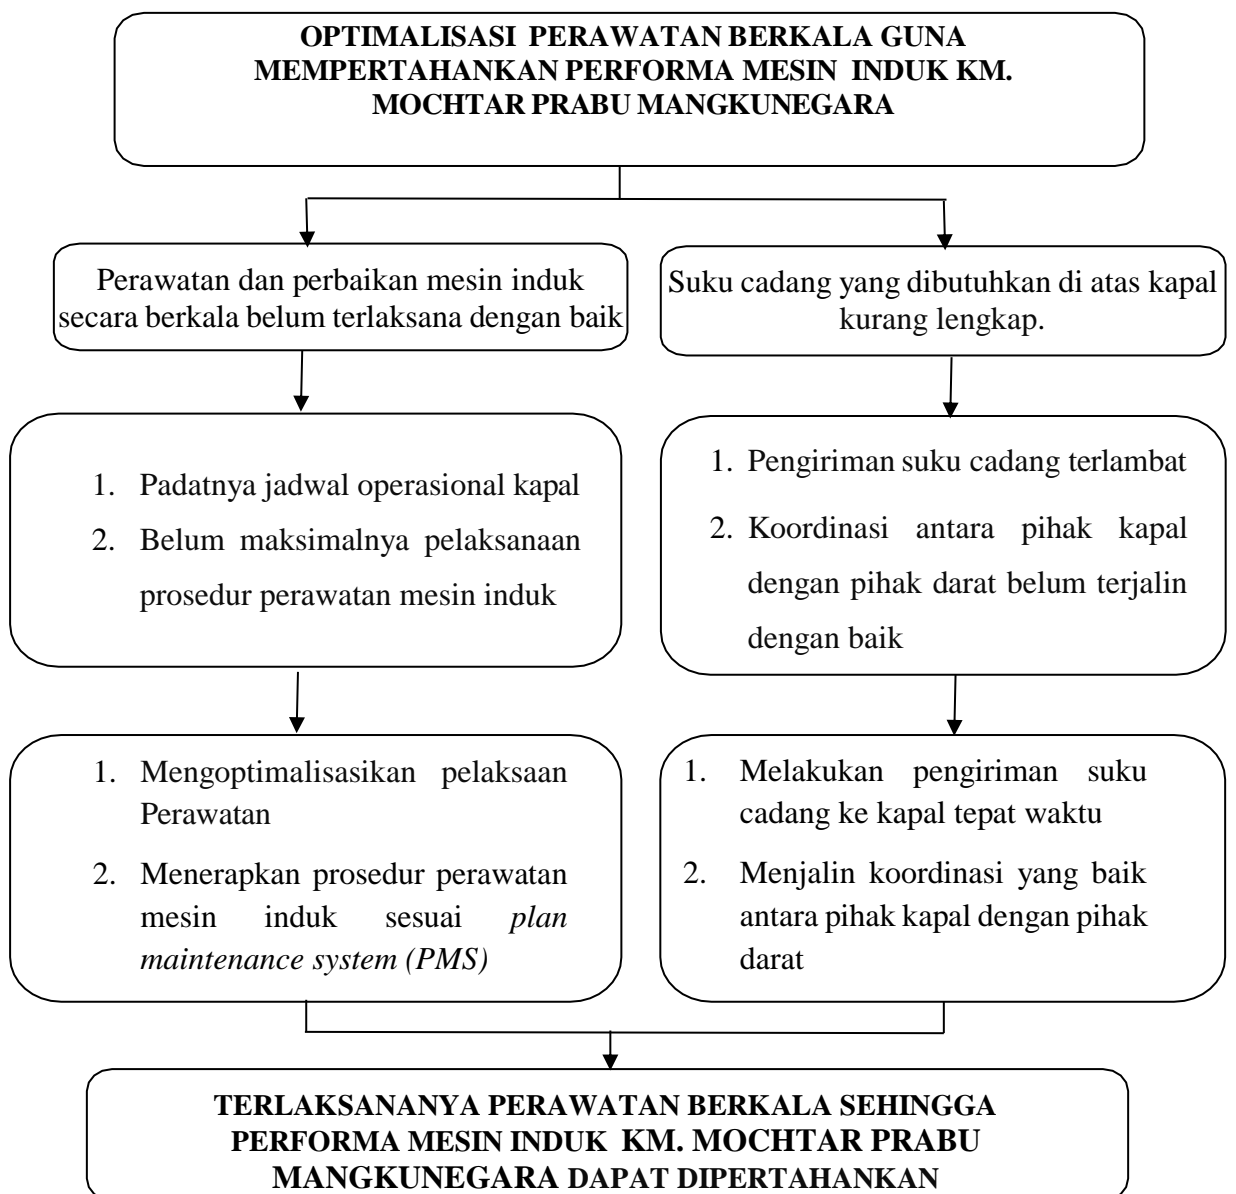 OPTIMALISASI PERAWATAN BERKALA GUNA
MEMPERTAHANKAN PERFORMA MESIN INDUK KM.
MOCHTAR PRABU MANGKUNEGARA
Perawatan dan perbaikan mesin induk
secara berkala belum terlaksana dengan baik
Suku cadang yang dibutuhkan di atas kapal
kurang lengkap.
1. Padatnya jadwal operasional kapal
2. Belum maksimalnya pelaksanaan
prosedur perawatan mesin induk
1. Pengiriman suku cadang terlambat
2. Koordinasi antara pihak kapal
dengan pihak darat belum terjalin
dengan baik
1. Mengoptimalisasikan pelaksaan
Perawatan
2. Menerapkan prosedur perawatan
mesin induk sesuai plan
maintenance system (PMS)
1. Melakukan pengiriman suku
cadang ke kapal tepat waktu
2. Menjalin koordinasi yang baik
antara pihak kapal dengan pihak
darat
TERLAKSANANYA PERAWATAN BERKALA SEHINGGA
PERFORMA MESIN INDUK KM. MOCHTAR PRABU
MANGKUNEGARA DAPAT DIPERTAHANKAN